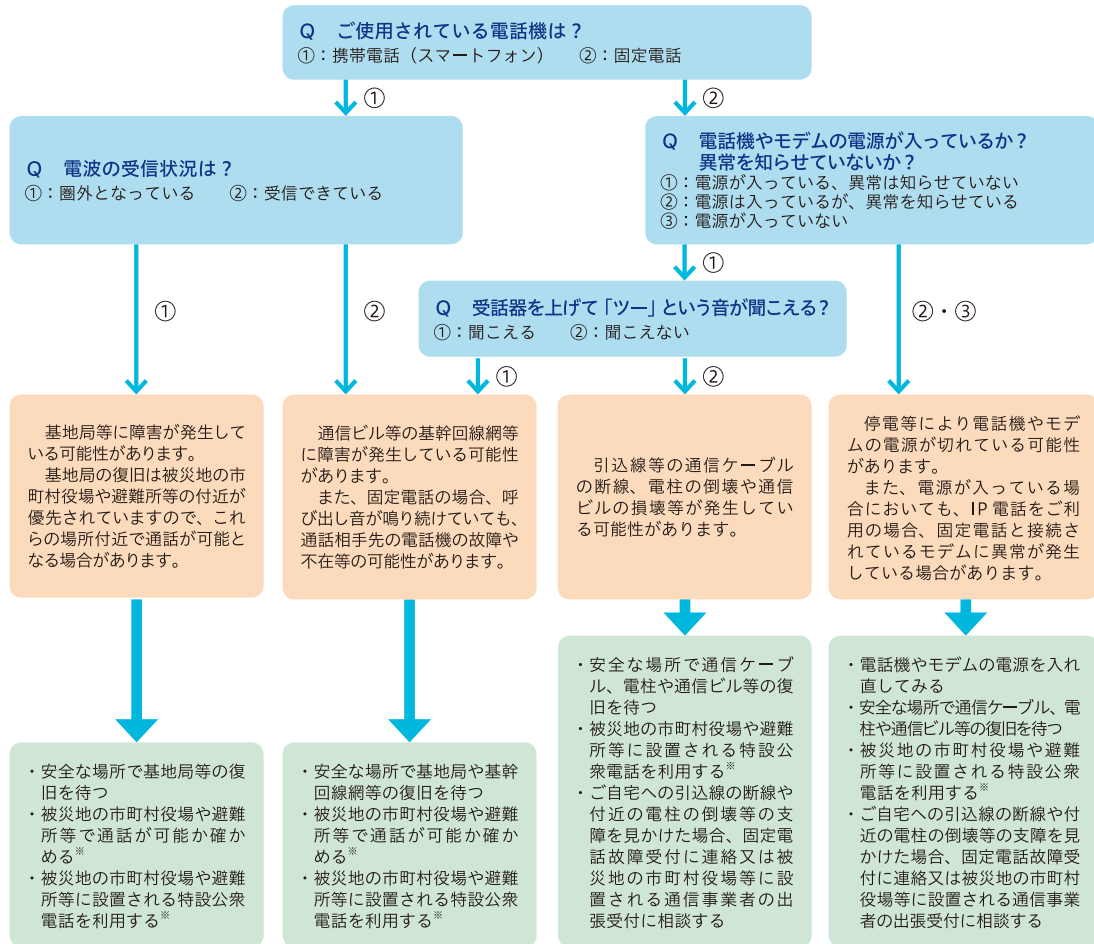 Q ご使用されている電話機は？
①：携帯電話（スマートフォン） ②：固定電話
①
②
Q 電波の受信状況は？
①：圏外となっている ②：受信できている
Q 電話機やモデムの電源が入っているか？
異常を知らせていないか？
①：電源が入っている、異常は知らせていない
②：電源は入っているが、異常を知らせている
③：電源が入っていない
①
Q 受話器を上げて「ツー」という音が聞こえる？
①：聞こえる ②：聞こえない
①
②
②・③
①
②
基地局等に障害が発生して
いる可能性があります。
基地局の復旧は被災地の市
町村役場や避難所等の付近が
優先されていますので、これ
らの場所付近で通話が可能と
なる場合があります。
通信ビル等の基幹回線網等
に障害が発生している可能性
があります。
また、固定電話の場合、呼
び出し音が鳴り続けていても、
通話相手先の電話機の故障や
不在等の可能性があります。
引込線等の通信ケーブル
の断線、電柱の倒壊や通信
ビルの損壊等が発生してい
る可能性があります。
停電等により電話機やモデ
ムの電源が切れている可能性
があります。
また、電源が入っている場
合においても、IP電話をご利
用の場合、固定電話と接続さ
れているモデムに異常が発生
している場合があります。
・安全な場所で基地局等の復
旧を待つ
・被災地の市町村役場や避難
所等で通話が可能か確か
める※
・被災地の市町村役場や避難
所等に設置される特設公衆
電話を利用する※
・安全な場所で基地局や基幹
回線網等の復旧を待つ
・被災地の市町村役場や避難
所等で通話が可能か確か
める※
・被災地の市町村役場や避難
所等に設置される特設公衆
電話を利用する※
・安全な場所で通信ケーブ
ル、電柱や通信ビル等の復
旧を待つ
・被災地の市町村役場や避難
所等に設置される特設公
衆電話を利用する※
・ご自宅への引込線の断線や
付近の電柱の倒壊等の支
障を見かけた場合、固定電
話故障受付に連絡又は被
災地の市町村役場等に設
置される通信事業者の出
張受付に相談する
・電話機やモデムの電源を入れ
直してみる
・安全な場所で通信ケーブル、電
柱や通信ビル等の復旧を待つ
・被災地の市町村役場や避難
所等に設置される特設公衆
電話を利用する※
・ご自宅への引込線の断線や付
近の電柱の倒壊等の支障を見
かけた場合、固定電話故障受
付に連絡又は被災地の市町村
役場等に設置される通信事業
者の出張受付に相談する